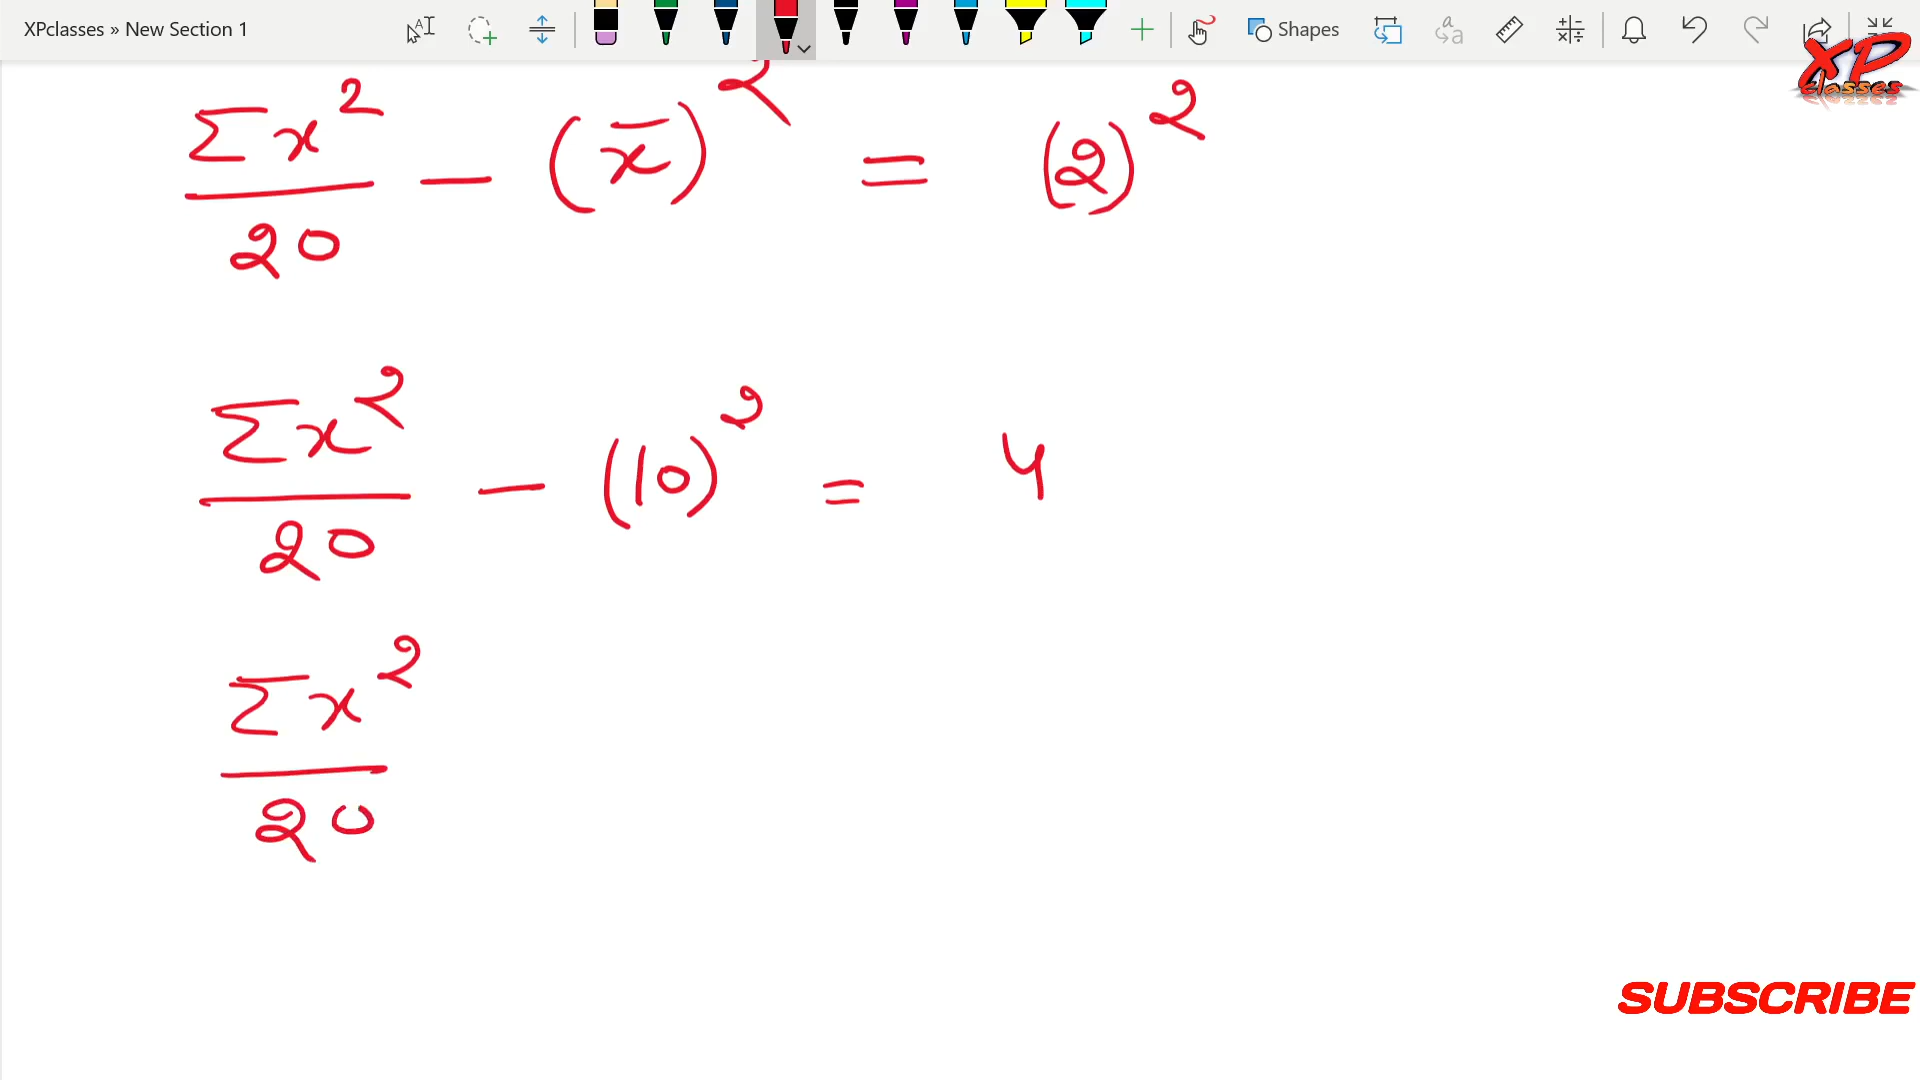 XPclasses » New Section 1
Shapes
XP
classes
Σx² / 20 − (x̄)² = (2)²
Σx² / 20 − (10)² = 4
Σx² / 20
SUBSCRIBE